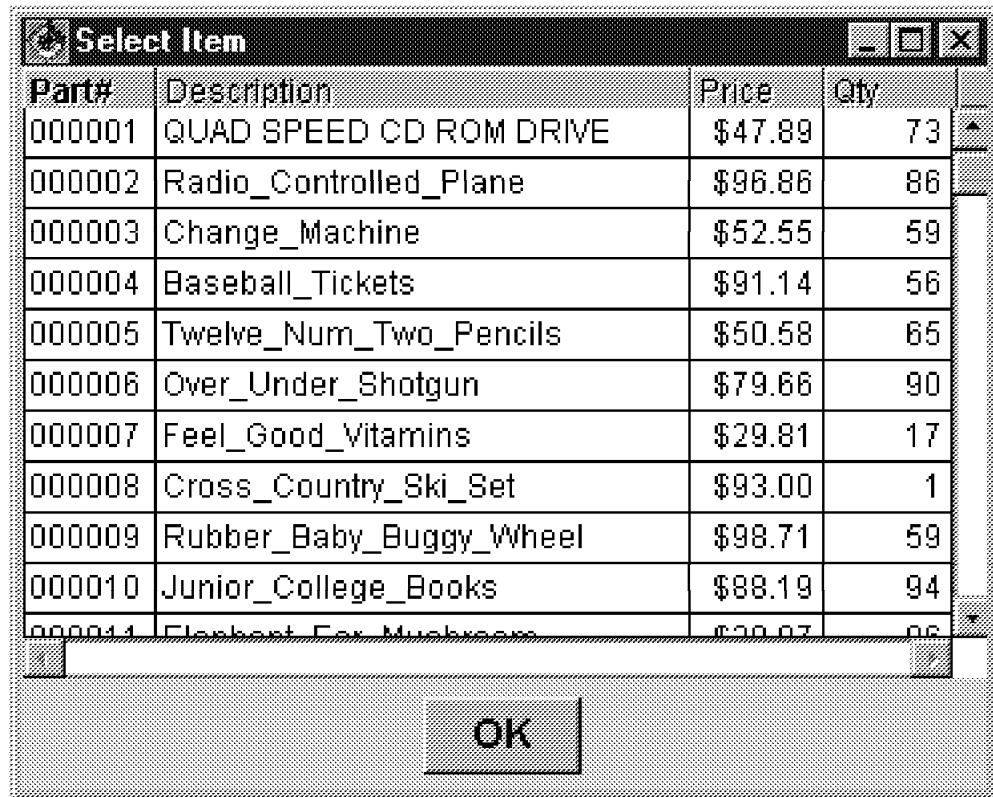 Select Item
Part# Description Price Qty
000001 QUAD SPEED CD ROM DRIVE $47.89 73
000002 Radio_Controlled_Plane $96.86 86
000003 Change_Machine $52.55 59
000004 Baseball_Tickets $91.14 56
000005 Twelve_Num_Two_Pencils $50.58 65
000006 Over_Under_Shotgun $79.66 90
000007 Feel_Good_Vitamins $29.81 17
000008 Cross_Country_Ski_Set $93.00 1
000009 Rubber_Baby_Buggy_Wheel $98.71 59
000010 Junior_College_Books $88.19 94
000011
OK